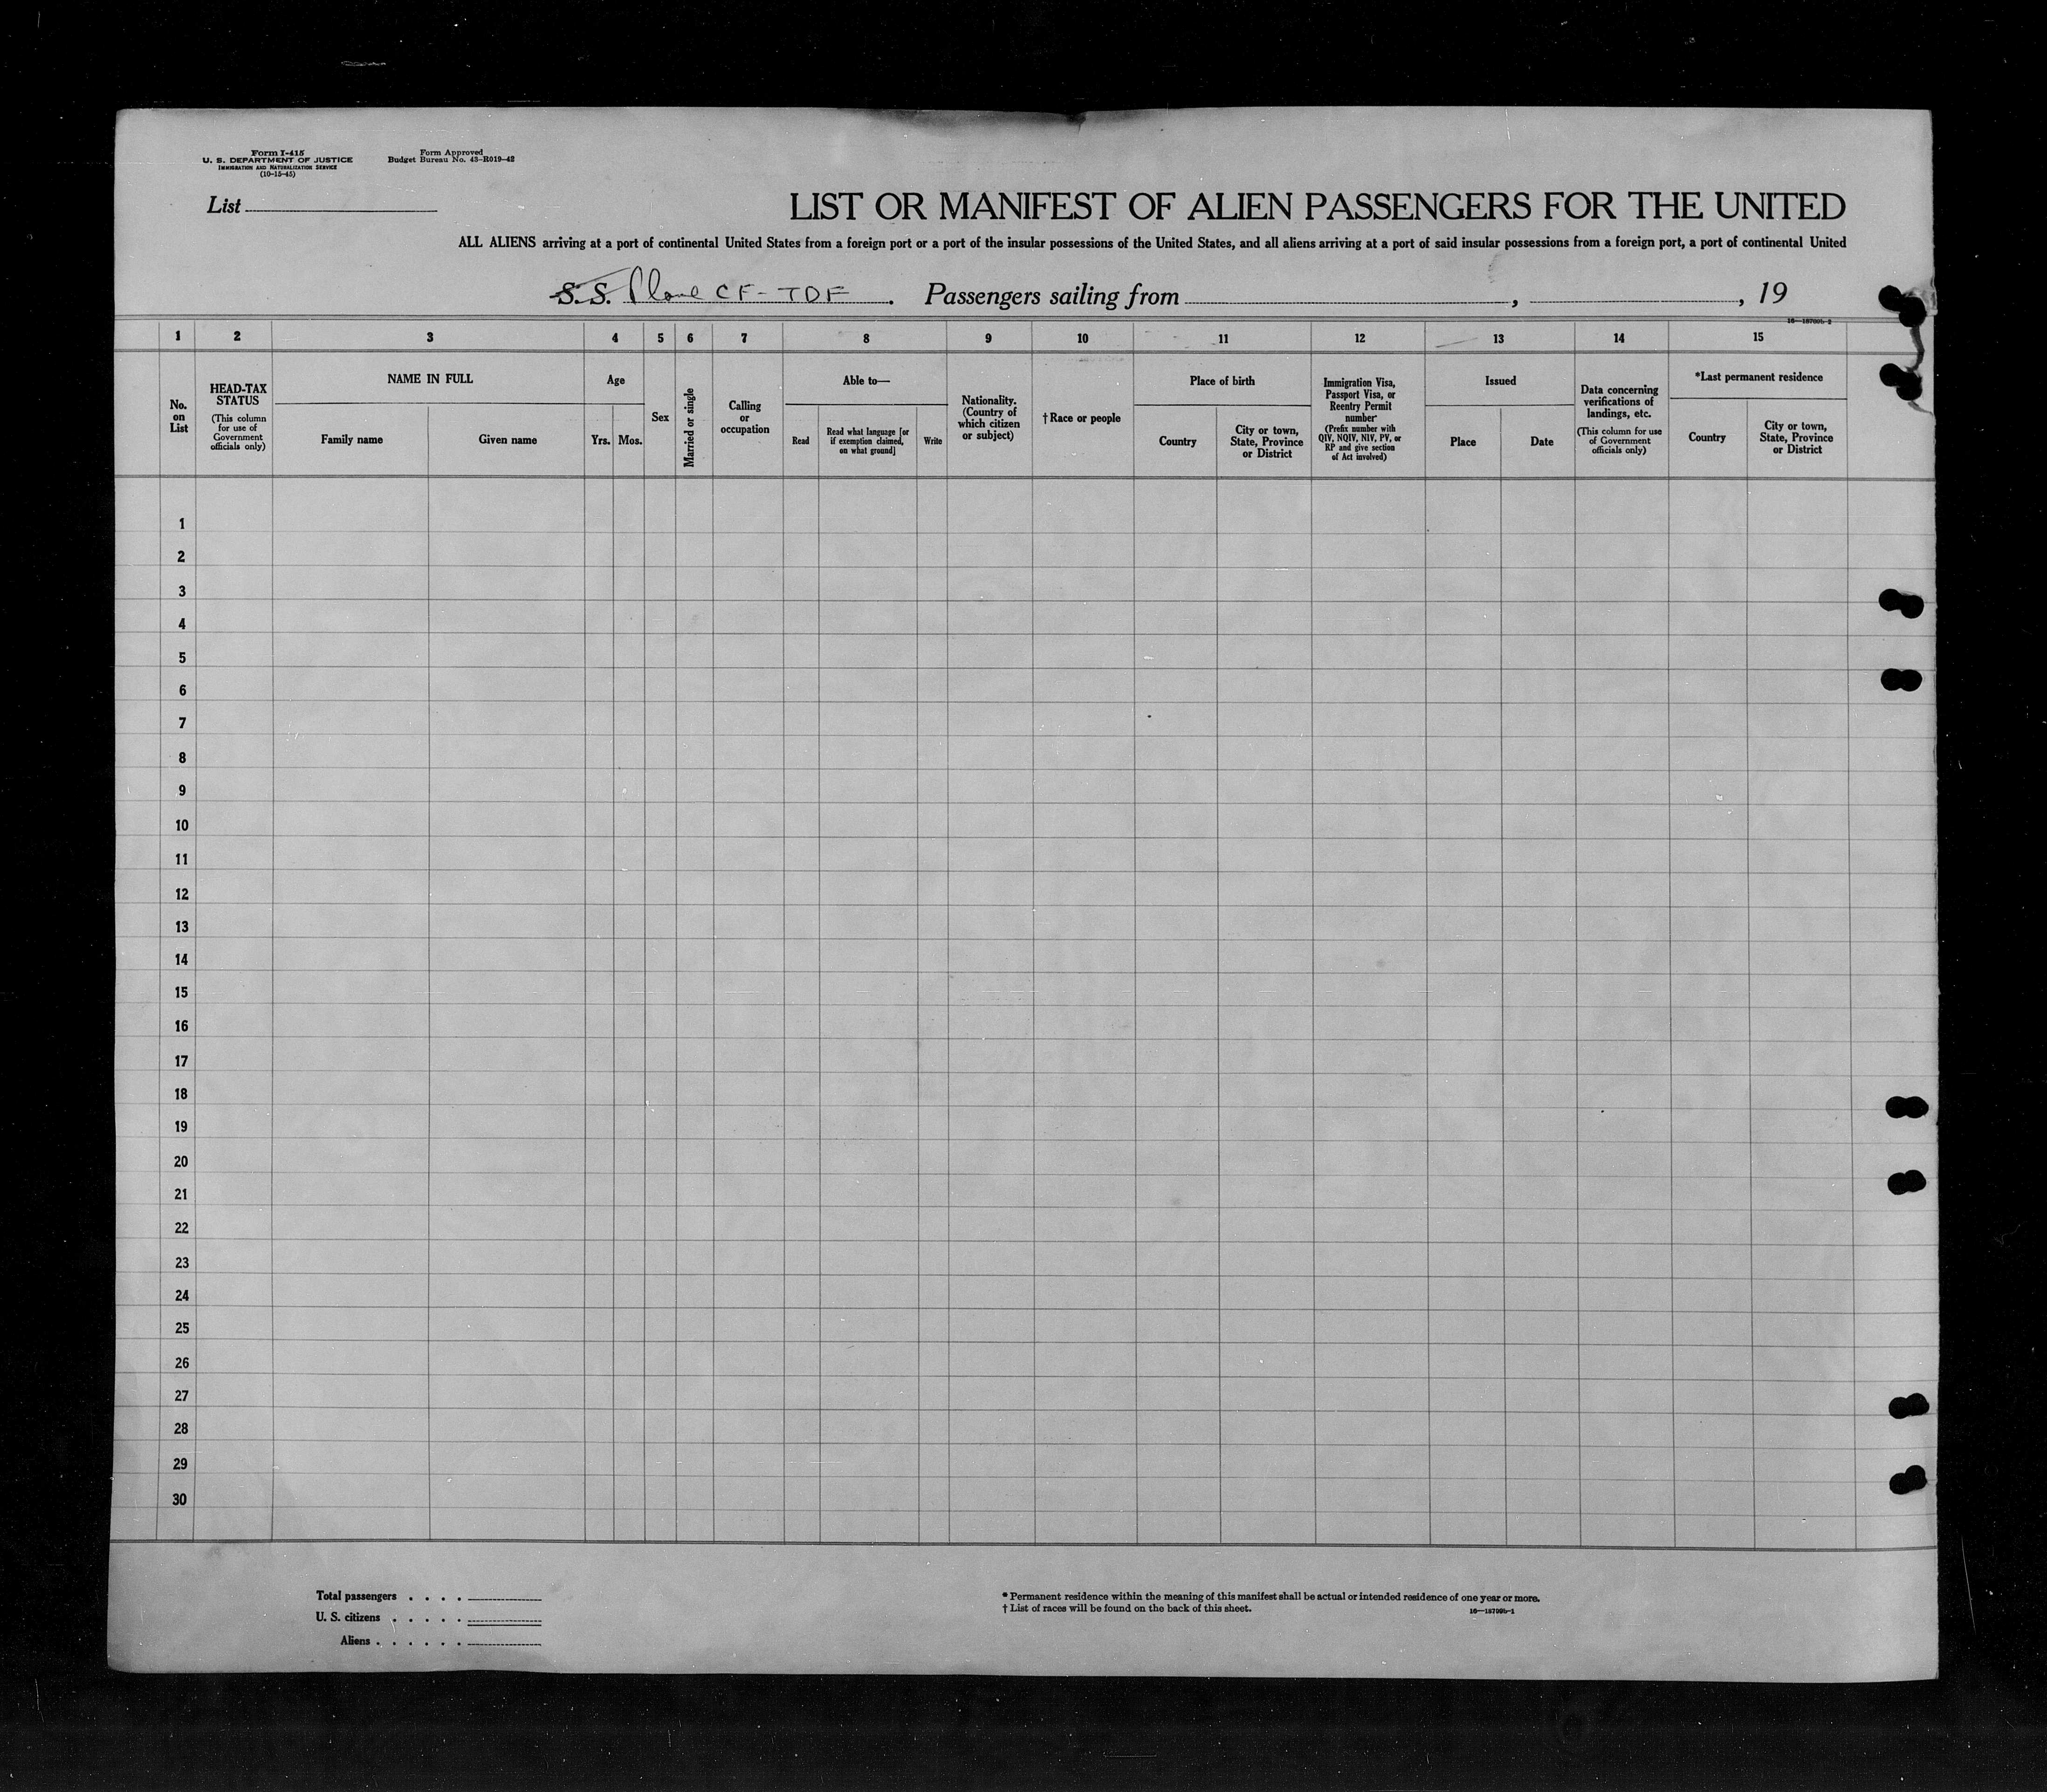 Form I-415
U. S. DEPARTMENT OF JUSTICE
IMMIGRATION AND NATURALIZATION SERVICE
(10-15-45)
Form Approved
Budget Bureau No. 43-R019-42
List
LIST OR MANIFEST OF ALIEN PASSENGERS FOR THE UNITED
ALL ALIENS arriving at a port of continental United States from a foreign port or a port of the insular possessions of the United States, and all aliens arriving at a port of said insular possessions from a foreign port, a port of continental United
S. S. Plane CF-TDF. Passengers sailing from , , 19
16—18709b-2
1 2 3 4 5 6 7 8 9 10 11 12 13 14 15
No. on List
HEAD-TAX STATUS
(This column for use of Government officials only)
NAME IN FULL
Family name
Given name
Age
Yrs.
Mos.
Sex
Married or single
Calling or occupation
Able to—
Read
Read what language [or if exemption claimed, on what ground]
Write
Nationality. (Country of which citizen or subject)
†Race or people
Place of birth
Country
City or town, State, Province or District
Immigration Visa, Passport Visa, or Reentry Permit number
(Prefix number with QIV, NQIV, NIV, PV, or RP and give section of Act involved)
Issued
Place
Date
Data concerning verifications of landings, etc.
(This column for use of Government officials only)
*Last permanent residence
Country
City or town, State, Province or District
1
2
3
4
5
6
7
8
9
10
11
12
13
14
15
16
17
18
19
20
21
22
23
24
25
26
27
28
29
30
Total passengers . . . .
U. S. citizens . . . . .
Aliens . . . . . .
* Permanent residence within the meaning of this manifest shall be actual or intended residence of one year or more.
† List of races will be found on the back of this sheet.
16—18709b-1